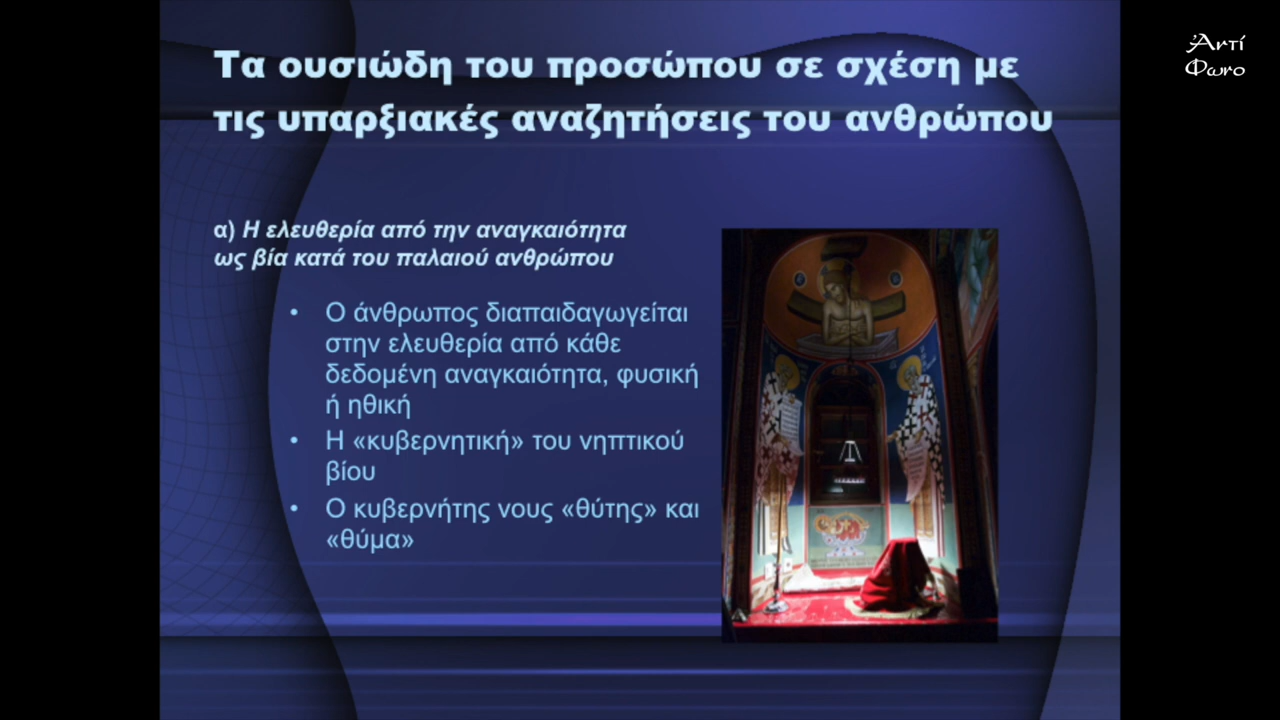 Ἀντί
Φωνο
Τα ουσιώδη του προσώπου σε σχέση με
τις υπαρξιακές αναζητήσεις του ανθρώπου
α) Η ελευθερία από την αναγκαιότητα
ως βία κατά του παλαιού ανθρώπου
• Ο άνθρωπος διαπαιδαγωγείται
στην ελευθερία από κάθε
δεδομένη αναγκαιότητα, φυσική
ή ηθική
• Η «κυβερνητική» του νηπτικού
βίου
• Ο κυβερνήτης νους «θύτης» και
«θύμα»